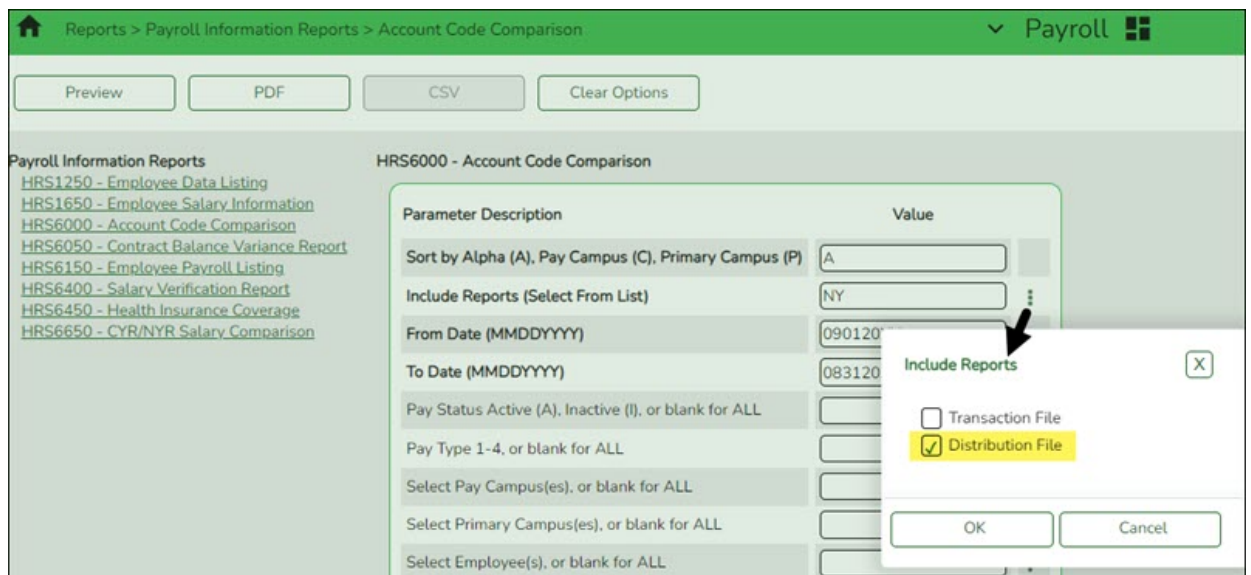 Reports > Payroll Information Reports > Account Code Comparison
Payroll
Preview
PDF
CSV
Clear Options
Payroll Information Reports
HRS1250 - Employee Data Listing
HRS1650 - Employee Salary Information
HRS6000 - Account Code Comparison
HRS6050 - Contract Balance Variance Report
HRS6150 - Employee Payroll Listing
HRS6400 - Salary Verification Report
HRS6450 - Health Insurance Coverage
HRS6650 - CYR/NYR Salary Comparison
HRS6000 - Account Code Comparison
Parameter Description Value
Sort by Alpha (A), Pay Campus (C), Primary Campus (P) A
Include Reports (Select From List) NY
From Date (MMDDYYYY) 090120
To Date (MMDDYYYY) 083120
Pay Status Active (A), Inactive (I), or blank for ALL
Pay Type 1-4, or blank for ALL
Select Pay Campus(es), or blank for ALL
Select Primary Campus(es), or blank for ALL
Select Employee(s), or blank for ALL
Include Reports X
Transaction File
Distribution File
OK Cancel